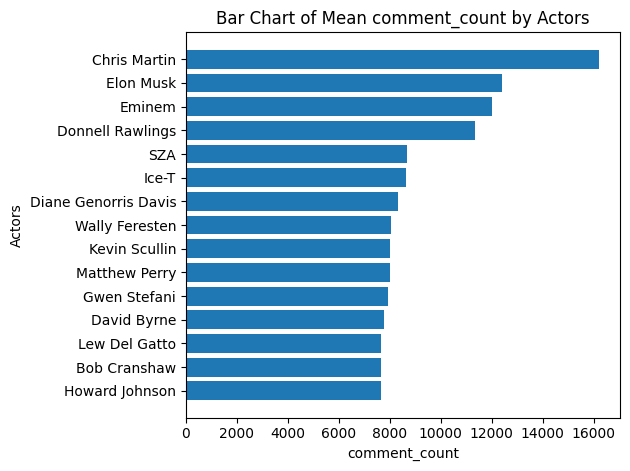 Bar Chart of Mean comment_count by Actors
Actors
Chris Martin
Elon Musk
Eminem
Donnell Rawlings
SZA
Ice-T
Diane Genorris Davis
Wally Feresten
Kevin Scullin
Matthew Perry
Gwen Stefani
David Byrne
Lew Del Gatto
Bob Cranshaw
Howard Johnson
0 2000 4000 6000 8000 10000 12000 14000 16000
comment_count